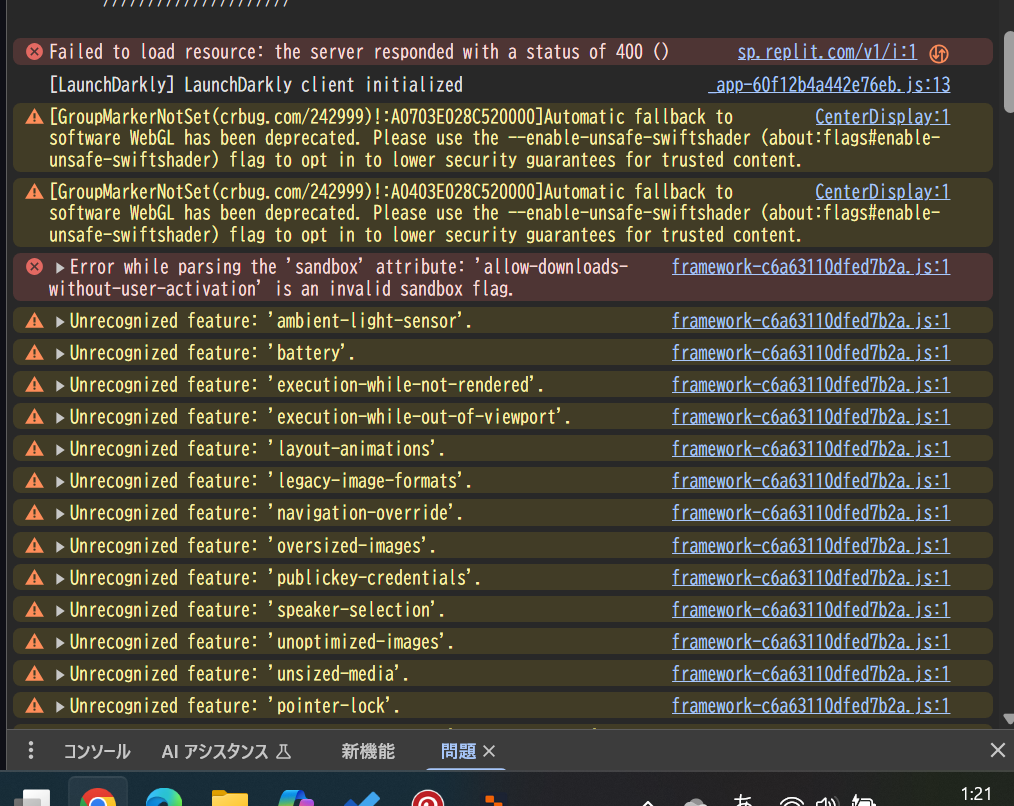 Failed to load resource: the server responded with a status of 400 () sp.replit.com/v1/i:1
[LaunchDarkly] LaunchDarkly client initialized _app-60f12b4a442e76eb.js:13
[GroupMarkerNotSet(crbug.com/242999)!:A0703E028C520000]Automatic fallback to CenterDisplay:1
software WebGL has been deprecated. Please use the --enable-unsafe-swiftshader (about:flags#enable-
unsafe-swiftshader) flag to opt in to lower security guarantees for trusted content.
[GroupMarkerNotSet(crbug.com/242999)!:A0403E028C520000]Automatic fallback to CenterDisplay:1
software WebGL has been deprecated. Please use the --enable-unsafe-swiftshader (about:flags#enable-
unsafe-swiftshader) flag to opt in to lower security guarantees for trusted content.
Error while parsing the 'sandbox' attribute: 'allow-downloads- framework-c6a63110dfed7b2a.js:1
without-user-activation' is an invalid sandbox flag.
Unrecognized feature: 'ambient-light-sensor'. framework-c6a63110dfed7b2a.js:1
Unrecognized feature: 'battery'. framework-c6a63110dfed7b2a.js:1
Unrecognized feature: 'execution-while-not-rendered'. framework-c6a63110dfed7b2a.js:1
Unrecognized feature: 'execution-while-out-of-viewport'. framework-c6a63110dfed7b2a.js:1
Unrecognized feature: 'layout-animations'. framework-c6a63110dfed7b2a.js:1
Unrecognized feature: 'legacy-image-formats'. framework-c6a63110dfed7b2a.js:1
Unrecognized feature: 'navigation-override'. framework-c6a63110dfed7b2a.js:1
Unrecognized feature: 'oversized-images'. framework-c6a63110dfed7b2a.js:1
Unrecognized feature: 'publickey-credentials'. framework-c6a63110dfed7b2a.js:1
Unrecognized feature: 'speaker-selection'. framework-c6a63110dfed7b2a.js:1
Unrecognized feature: 'unoptimized-images'. framework-c6a63110dfed7b2a.js:1
Unrecognized feature: 'unsized-media'. framework-c6a63110dfed7b2a.js:1
Unrecognized feature: 'pointer-lock'. framework-c6a63110dfed7b2a.js:1
コンソール AI アシスタンス 新機能 問題
あ 1:21